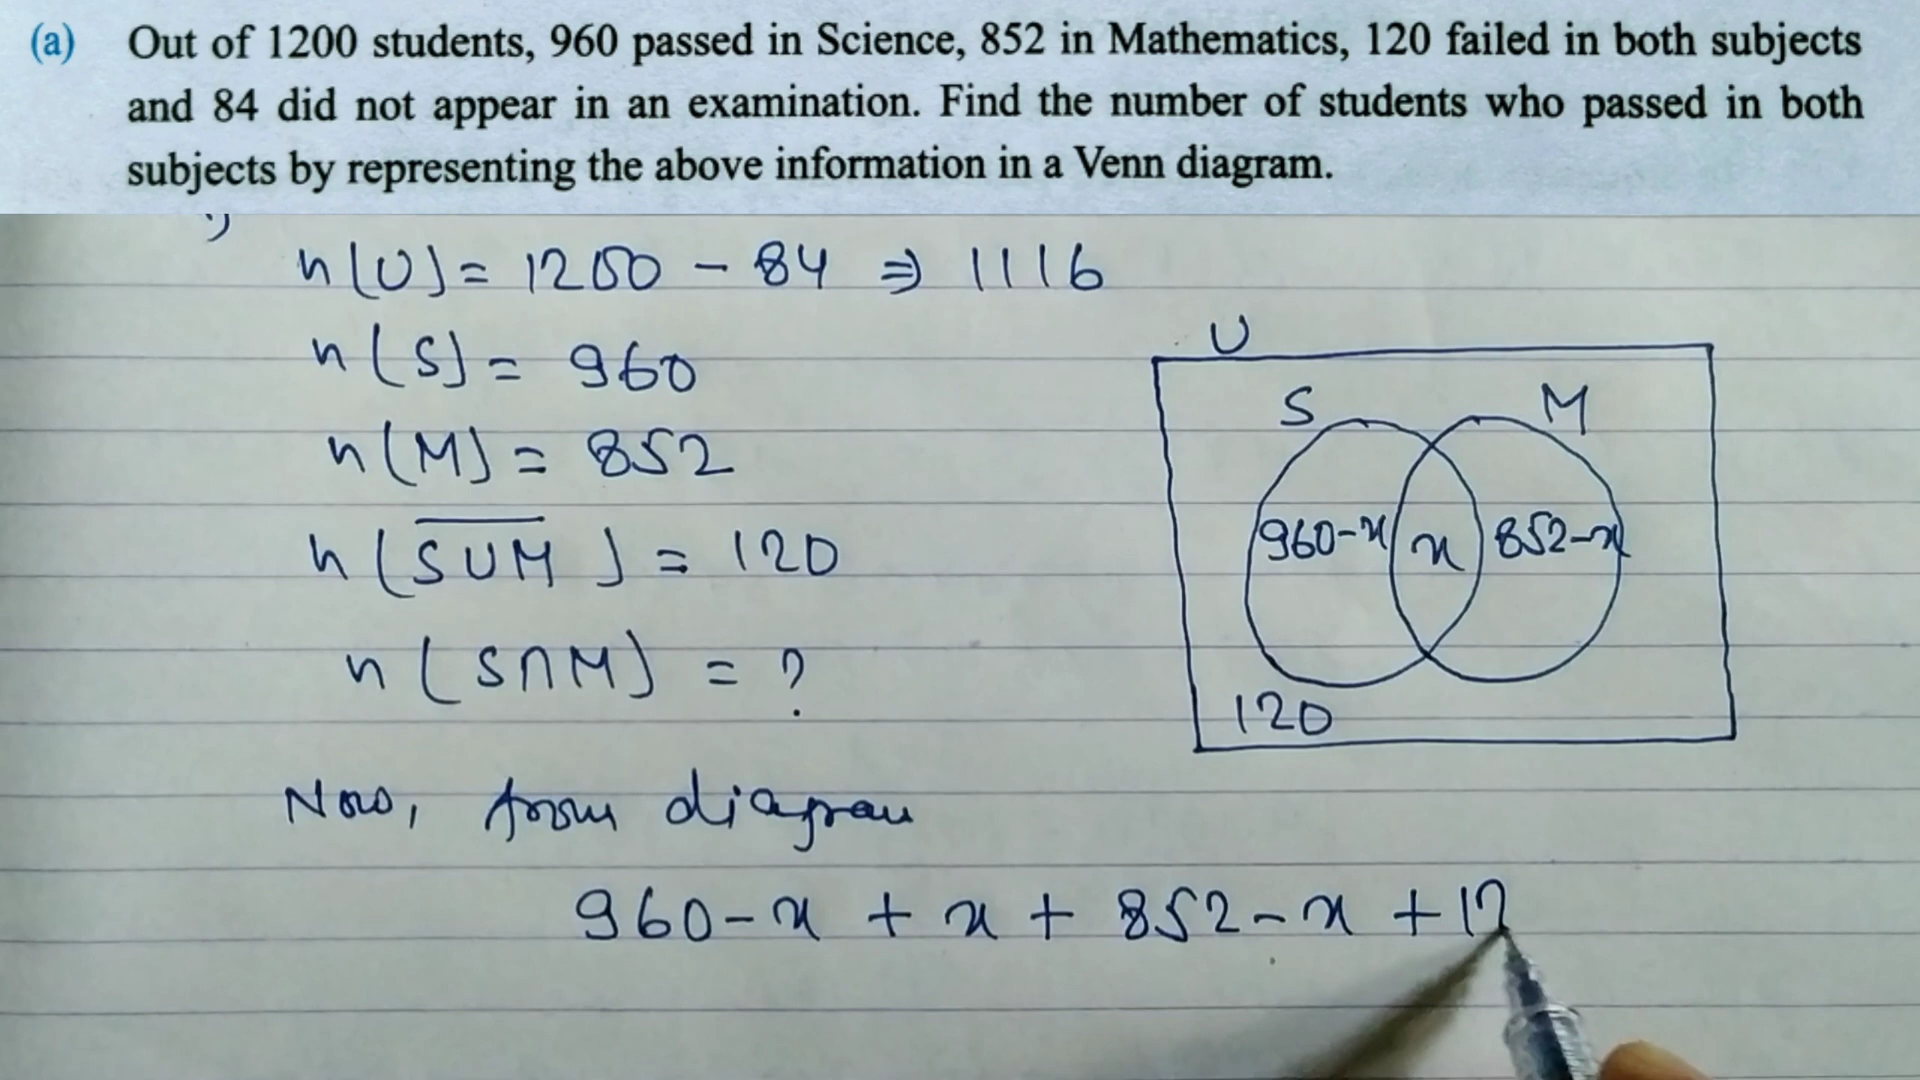 (a) Out of 1200 students, 960 passed in Science, 852 in Mathematics, 120 failed in both subjects
and 84 did not appear in an examination. Find the number of students who passed in both
subjects by representing the above information in a Venn diagram.
n(U) = 1200 - 84 ⇒ 1116
n(S) = 960
n(M) = 852
n(S̅U̅M̅) = 120
n(S∩M) = ?
U
S M
960-x x 852-x
120
Now, from diagram
960-x + x + 852-x + 12